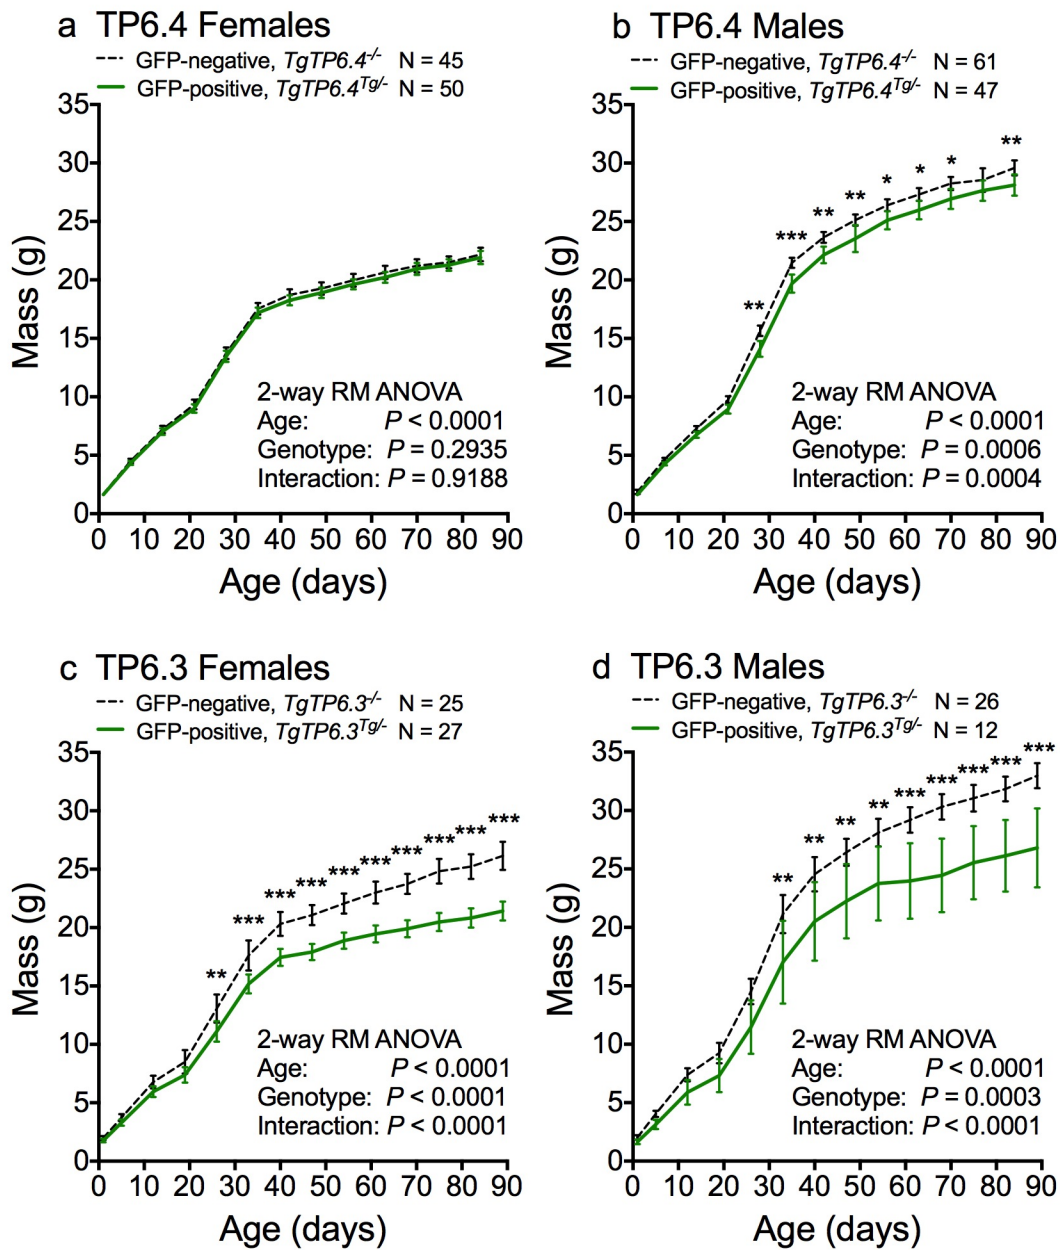 a TP6.4 Females
GFP-negative, TgTP6.4-/- N = 45
GFP-positive, TgTP6.4Tg/- N = 50
35
30
25
20
15
10
5
0
Mass (g)
2-way RM ANOVA
Age: P < 0.0001
Genotype: P = 0.2935
Interaction: P = 0.9188
0 10 20 30 40 50 60 70 80 90
Age (days)
b TP6.4 Males
GFP-negative, TgTP6.4-/- N = 61
GFP-positive, TgTP6.4Tg/- N = 47
35
30
25
20
15
10
5
0
Mass (g)
** *** ** ** * * * **
2-way RM ANOVA
Age: P < 0.0001
Genotype: P = 0.0006
Interaction: P = 0.0004
0 10 20 30 40 50 60 70 80 90
Age (days)
c TP6.3 Females
GFP-negative, TgTP6.3-/- N = 25
GFP-positive, TgTP6.3Tg/- N = 27
35
30
25
20
15
10
5
0
Mass (g)
** *** *** *** *** *** *** *** *** ***
2-way RM ANOVA
Age: P < 0.0001
Genotype: P < 0.0001
Interaction: P < 0.0001
0 10 20 30 40 50 60 70 80 90
Age (days)
d TP6.3 Males
GFP-negative, TgTP6.3-/- N = 26
GFP-positive, TgTP6.3Tg/- N = 12
35
30
25
20
15
10
5
0
Mass (g)
** ** ** ** *** *** *** *** ***
2-way RM ANOVA
Age: P < 0.0001
Genotype: P = 0.0003
Interaction: P < 0.0001
0 10 20 30 40 50 60 70 80 90
Age (days)